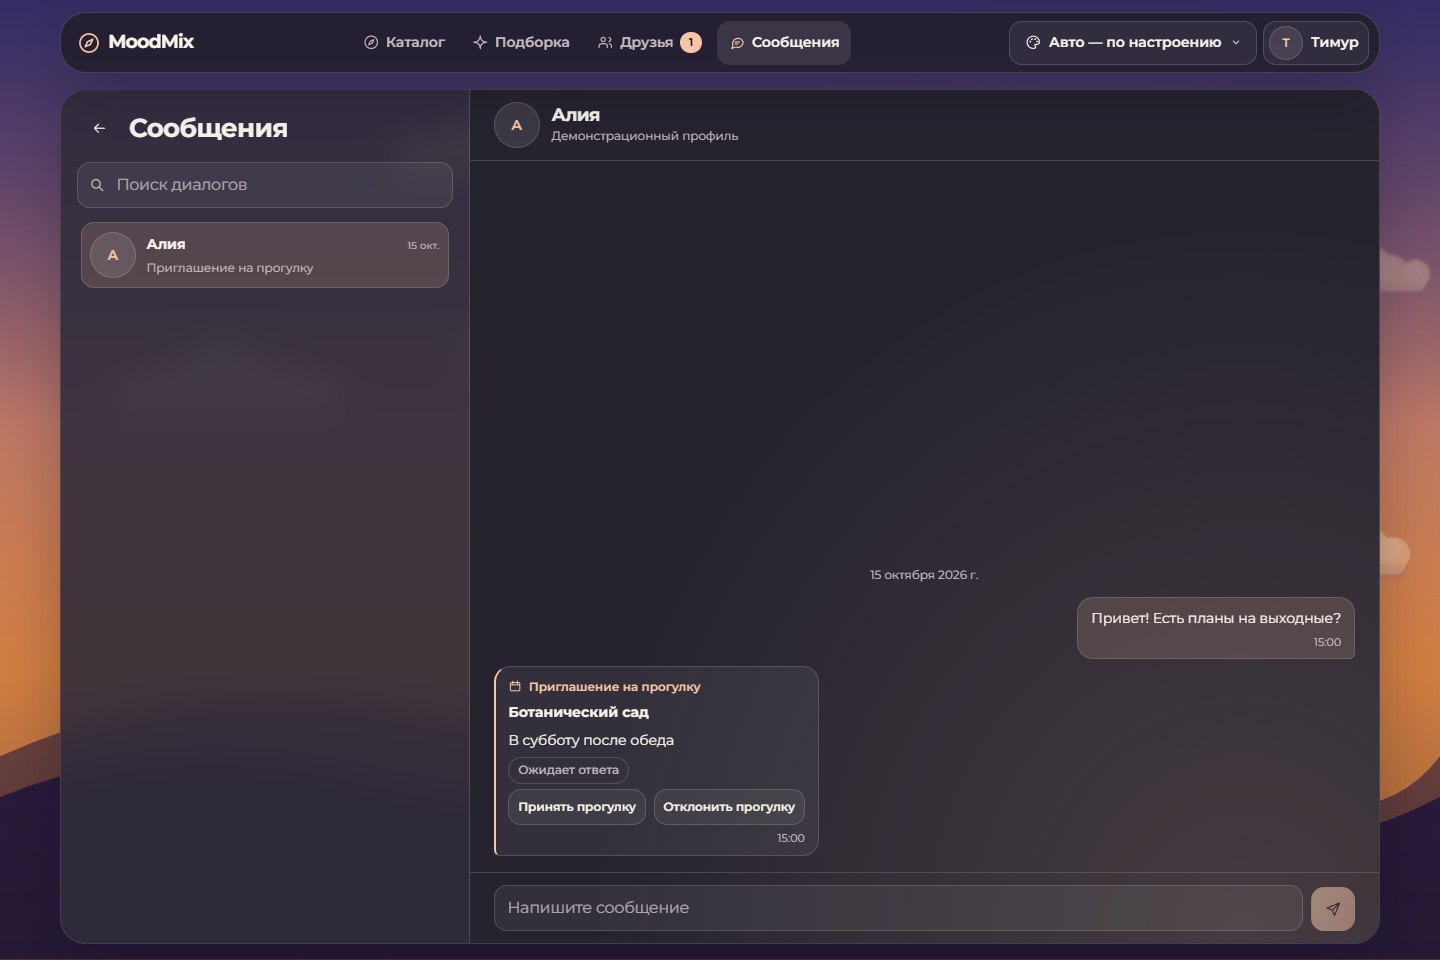 MoodMix
Каталог
Подборка
Друзья 1
Сообщения
Авто — по настроению
Т Тимур
Сообщения
Поиск диалогов
А
Алия
15 окт.
Приглашение на прогулку
А
Алия
Демонстрационный профиль
15 октября 2026 г.
Привет! Есть планы на выходные?
15:00
Приглашение на прогулку
Ботанический сад
В субботу после обеда
Ожидает ответа
Принять прогулку
Отклонить прогулку
15:00
Напишите сообщение